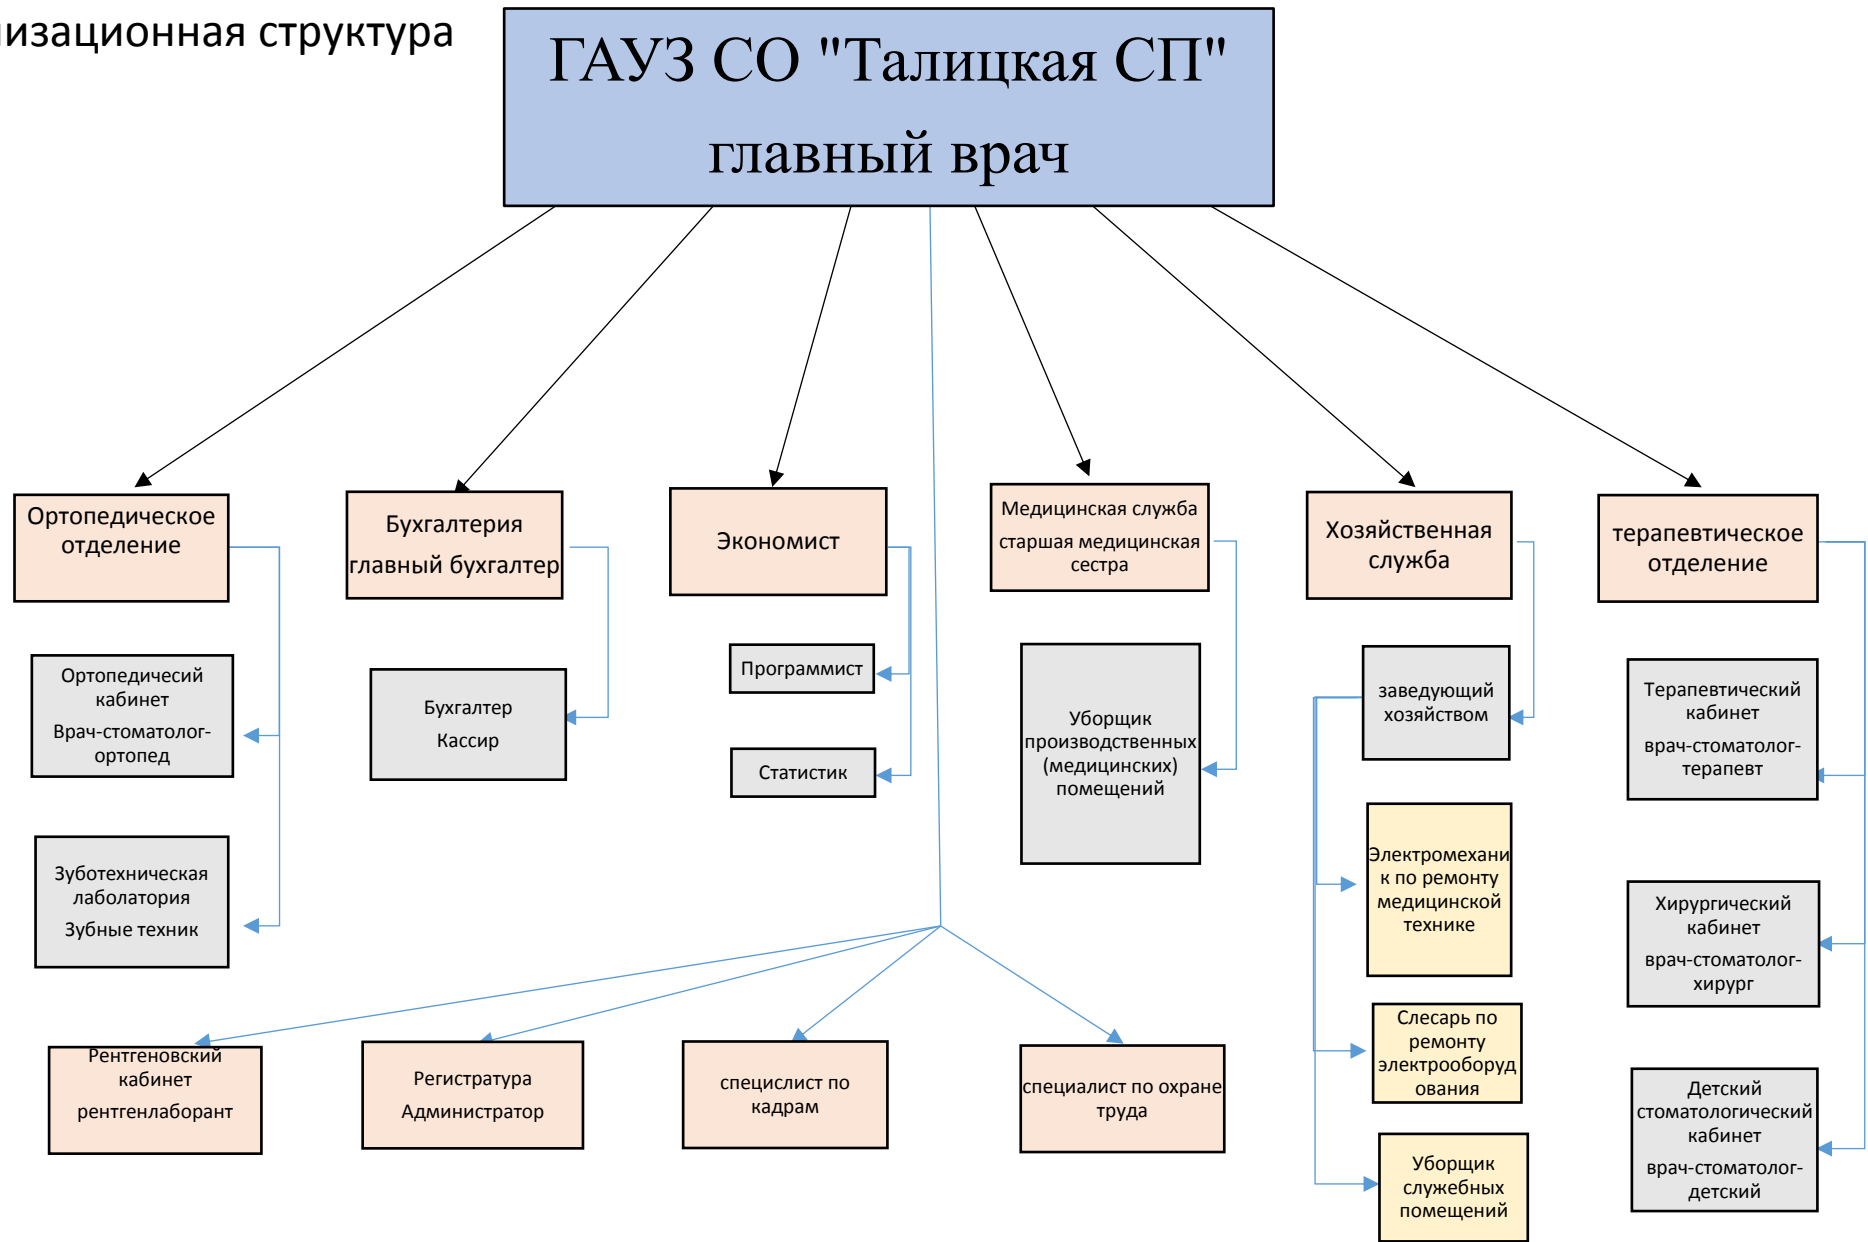 низационная структура
ГАУЗ СО "Талицкая СП"
главный врач
Ортопедическое
отделение
Бухгалтерия
главный бухгалтер
Экономист
Медицинская служба
старшая медицинская
сестра
Хозяйственная
служба
терапевтическое
отделение
Ортопедичесий
кабинет
Врач-стоматолог-
ортопед
Бухгалтер
Кассир
Программист
Статистик
Уборщик
производственных
(медицинских)
помещений
заведующий
хозяйством
Терапевтический
кабинет
врач-стоматолог-
терапевт
Зуботехническая
лаболатория
Зубные техник
Электромехани
к по ремонту
медицинской
технике
Хирургический
кабинет
врач-стоматолог-
хирург
Слесарь по
ремонту
электрооборуд
ования
Рентгеновский
кабинет
рентгенлаборант
Регистратура
Администратор
специслист по
кадрам
специалист по охране
труда
Детский
стоматологический
кабинет
врач-стоматолог-
детский
Уборщик
служебных
помещений